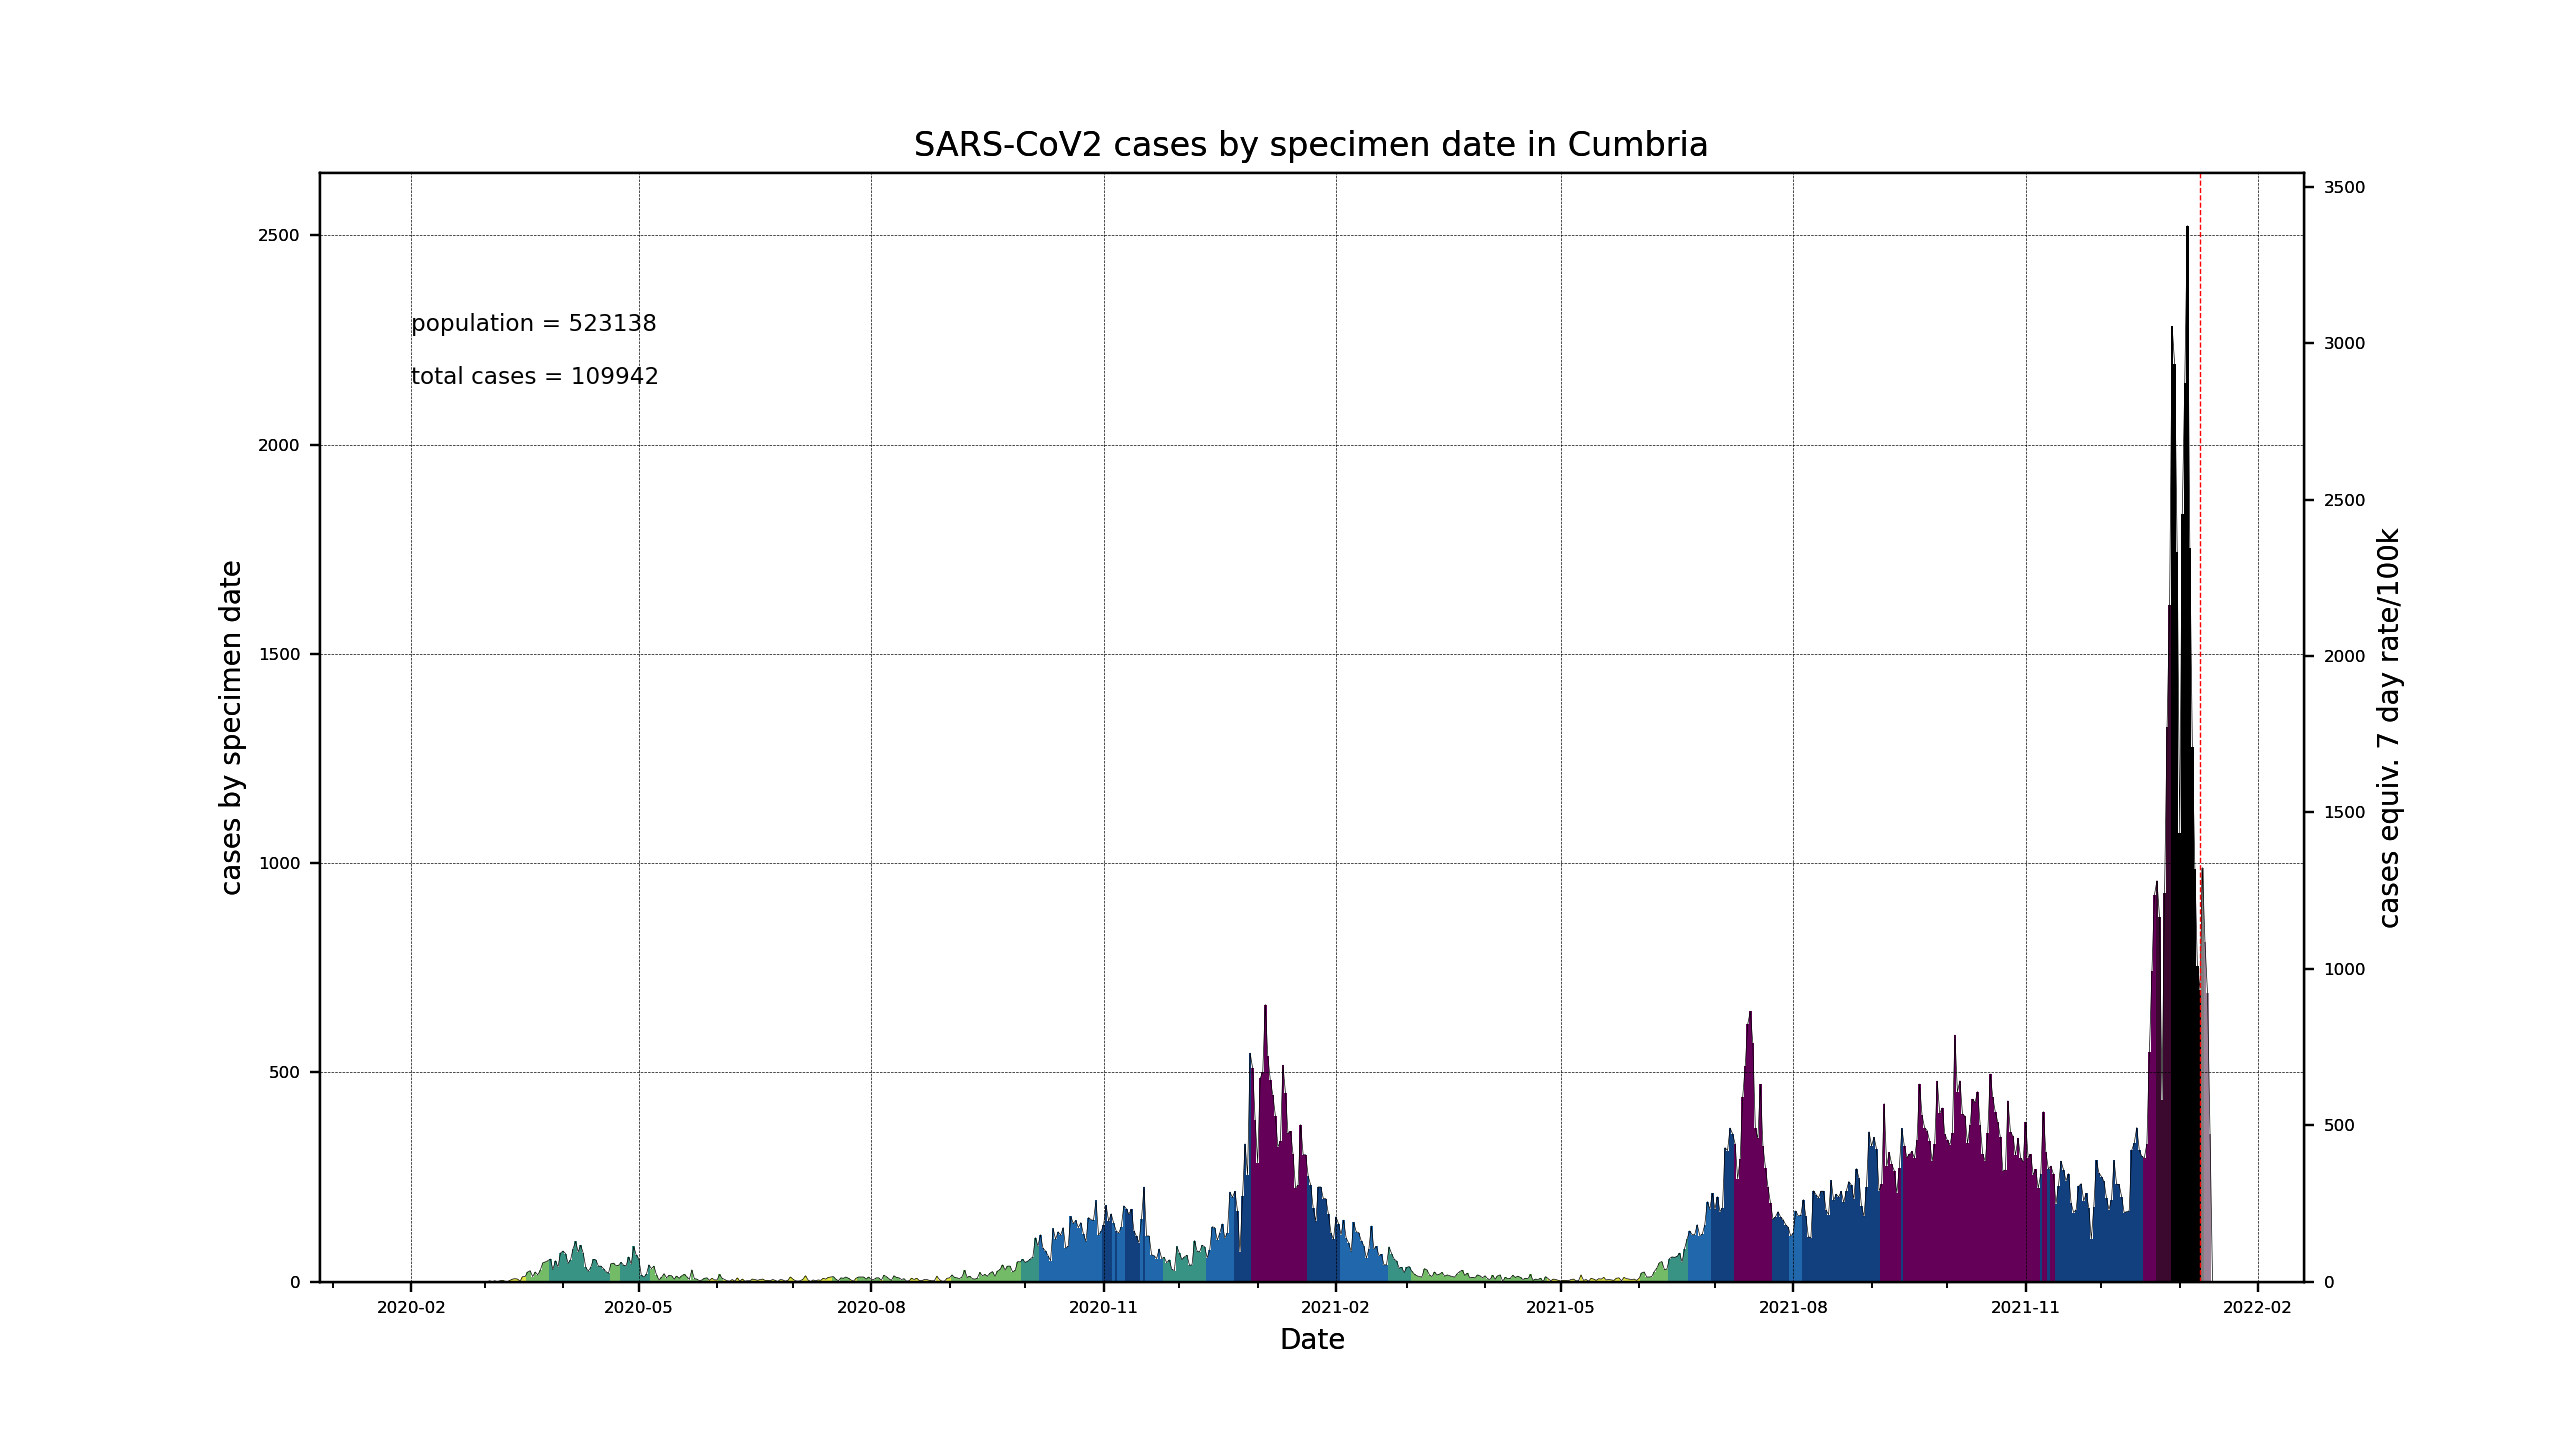 SARS-CoV2 cases by specimen date in Cumbria
population = 523138
total cases = 109942
cases by specimen date
2500
2000
1500
1000
500
0
3500
3000
2500
2000
1500
1000
500
0
cases equiv. 7 day rate/100k
2020-02 2020-05 2020-08 2020-11 2021-02 2021-05 2021-08 2021-11 2022-02
Date